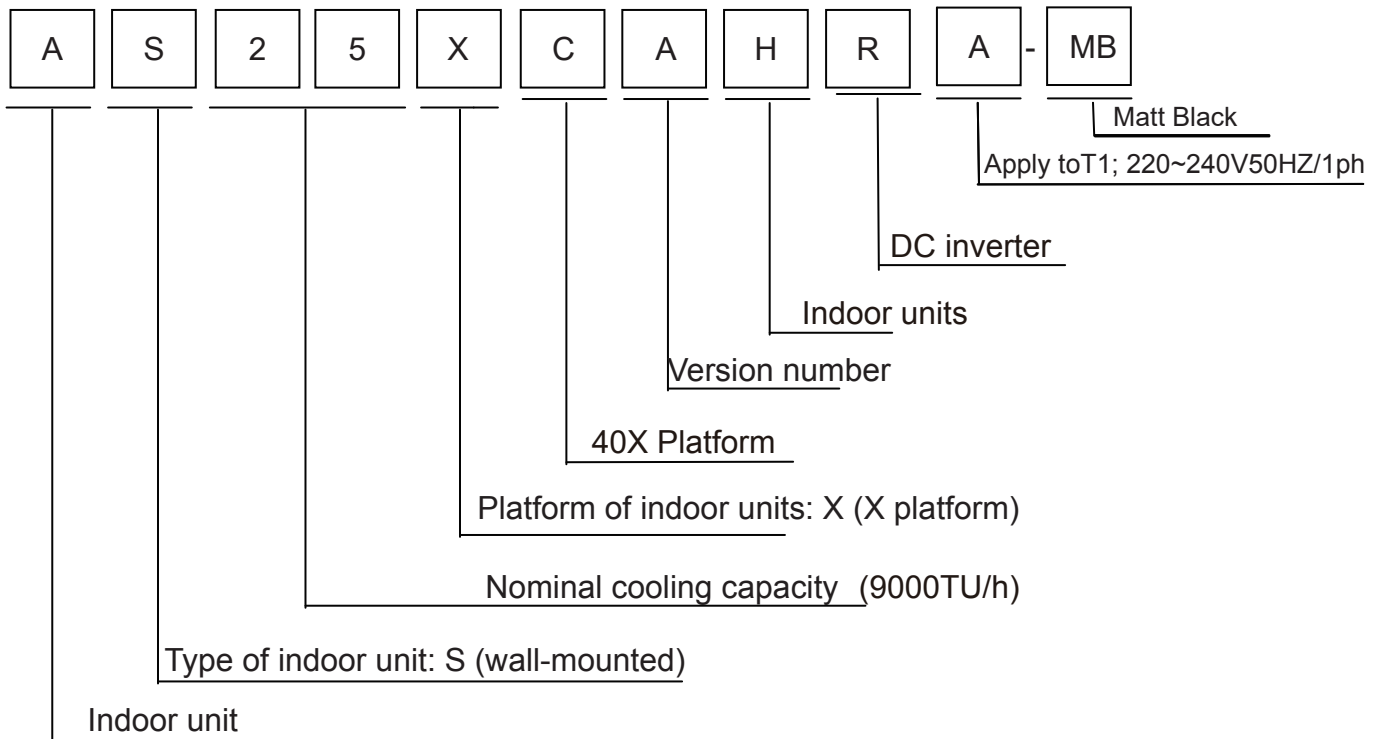 A S 2 5 X C A H R A - MB
Matt Black
Apply toT1; 220~240V50HZ/1ph
DC inverter
Indoor units
Version number
40X Platform
Platform of indoor units: X (X platform)
Nominal cooling capacity (9000TU/h)
Type of indoor unit: S (wall-mounted)
Indoor unit